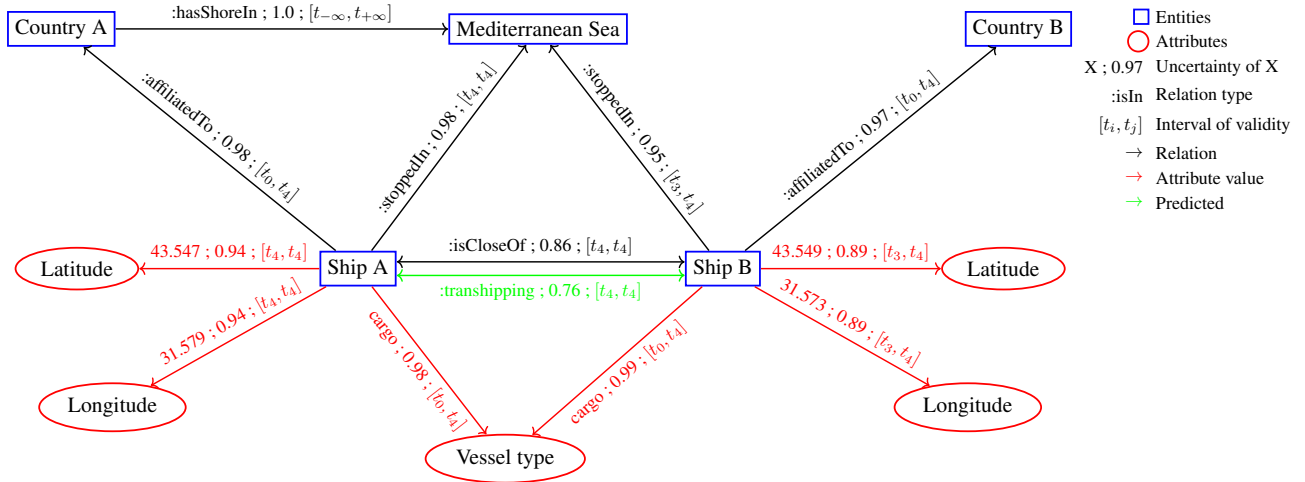 Country A
:hasShoreIn ; 1.0 ; [t₋∞, t₊∞]
Mediterranean Sea
Country B
:affiliatedTo ; 0.98 ; [t₀, t₄]
:stoppedIn ; 0.98 ; [t₄, t₄]
:stoppedIn ; 0.95 ; [t₃, t₄]
:affiliatedTo ; 0.97 ; [t₀, t₄]
Latitude
43.547 ; 0.94 ; [t₄, t₄]
Ship A
:isCloseOf ; 0.86 ; [t₄, t₄]
:transhipping ; 0.76 ; [t₄, t₄]
Ship B
43.549 ; 0.89 ; [t₃, t₄]
Latitude
31.579 ; 0.94 ; [t₄, t₄]
cargo ; 0.98 ; [t₀, t₄]
cargo ; 0.99 ; [t₀, t₄]
31.573 ; 0.89 ; [t₃, t₄]
Longitude
Vessel type
Longitude
Entities
Attributes
X ; 0.97 Uncertainty of X
:isIn Relation type
[tᵢ, tⱼ] Interval of validity
→ Relation
→ Attribute value
→ Predicted